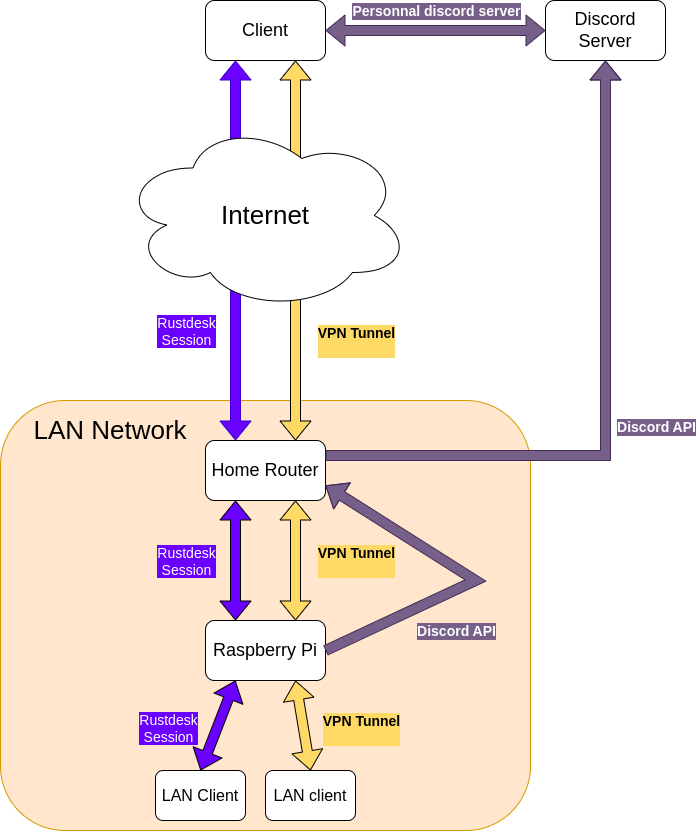 Client
Personnal discord server
Discord
Server
Internet
Rustdesk
Session
VPN Tunnel
LAN Network
Discord API
Home Router
Rustdesk
Session
VPN Tunnel
Discord API
Raspberry Pi
Rustdesk
Session
VPN Tunnel
LAN Client
LAN client